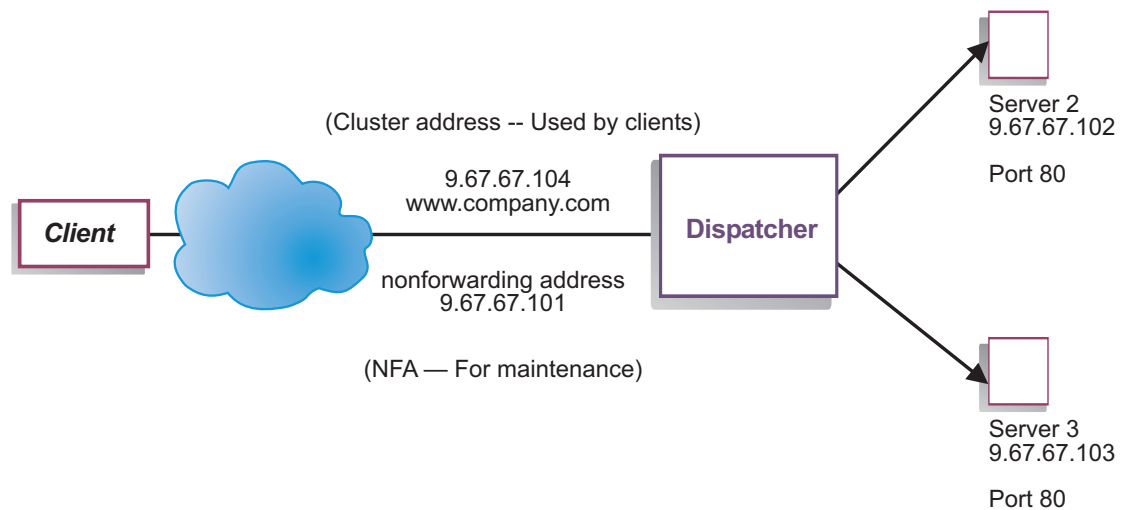 (Cluster address -- Used by clients)
9.67.67.104
www.company.com
Client
Dispatcher
nonforwarding address
9.67.67.101
(NFA — For maintenance)
Server 2
9.67.67.102
Port 80
Server 3
9.67.67.103
Port 80